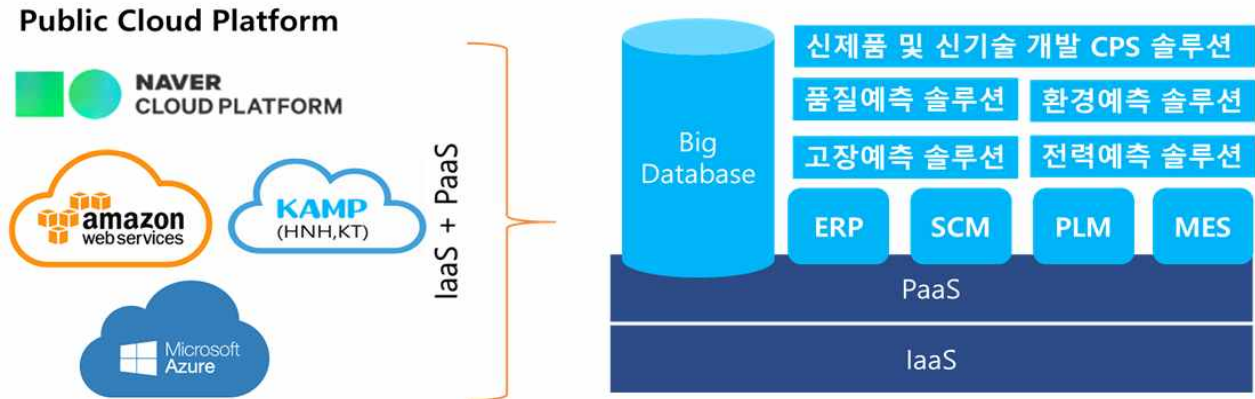 Public Cloud Platform
NAVER
CLOUD PLATFORM
amazon
webservices
KAMP
(HNH,KT)
Microsoft
Azure
IaaS + PaaS
Big
Database
신제품 및 신기술 개발 CPS 솔루션
품질예측 솔루션
환경예측 솔루션
고장예측 솔루션
전력예측 솔루션
ERP
SCM
PLM
MES
PaaS
IaaS